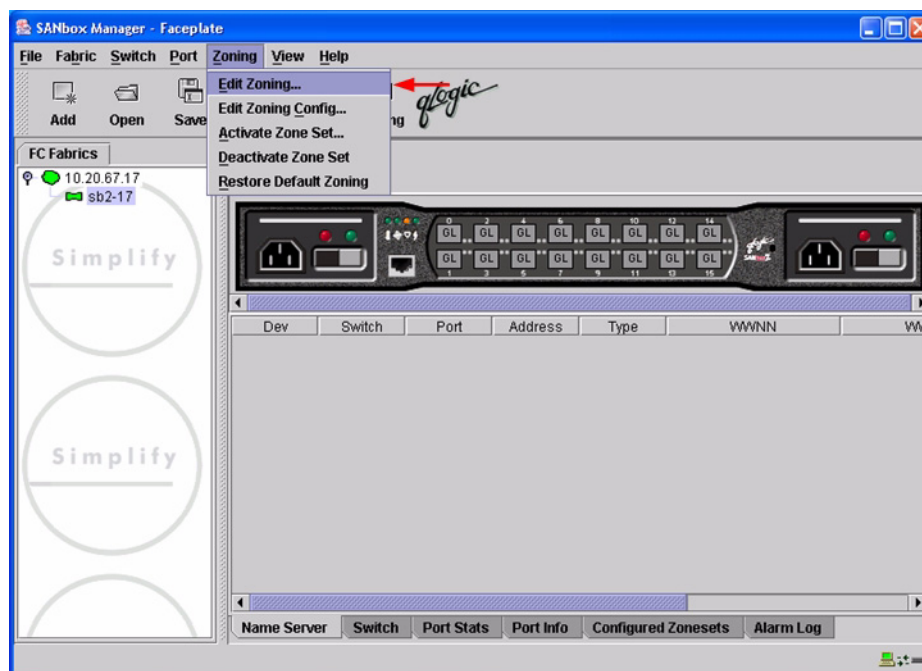 SANbox Manager - Faceplate
File Fabric Switch Port Zoning View Help
Add Open Save ng qlogic
Edit Zoning...
Edit Zoning Config...
Activate Zone Set...
Deactivate Zone Set
Restore Default Zoning
FC Fabrics
10.20.67.17
sb2-17
Simplify
Simplify
0 2 4 6 8 10 12 14
GL GL GL GL GL GL GL GL
GL GL GL GL GL GL GL GL
1 3 5 7 9 11 13 15
Dev Switch Port Address Type WWNN WW
Name Server Switch Port Stats Port Info Configured Zonesets Alarm Log